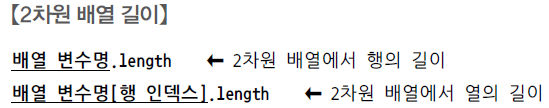 【2차원 배열 길이】
배열 변수명.length ← 2차원 배열에서 행의 길이
배열 변수명[행 인덱스].length ← 2차원 배열에서 열의 길이